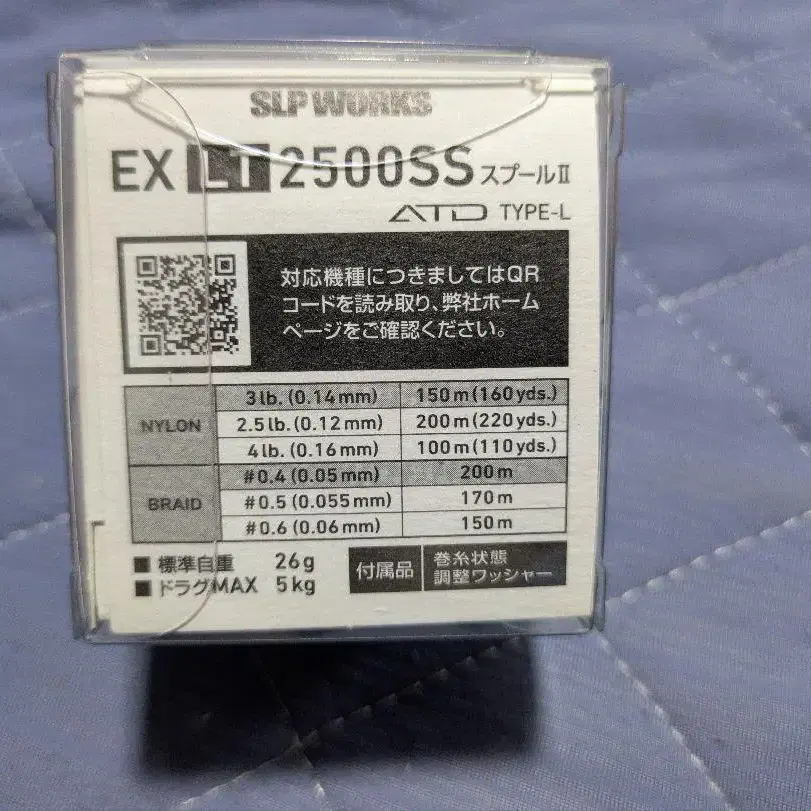 SLP WORKS
EX LT 2500SS スプールⅡ
ATD TYPE-L
対応機種につきましてはQR
コードを読み取り、弊社ホーム
ページをご確認ください。
NYLON
3lb. (0.14mm) 150m(160yds.)
2.5lb. (0.12mm) 200m(220yds.)
4lb. (0.16mm) 100m(110yds.)
BRAID
#0.4 (0.05mm) 200m
#0.5 (0.055mm) 170m
#0.6 (0.06mm) 150m
■ 標準自重 26g
■ ドラグMAX 5kg
付属品
巻糸状態
調整ワッシャー